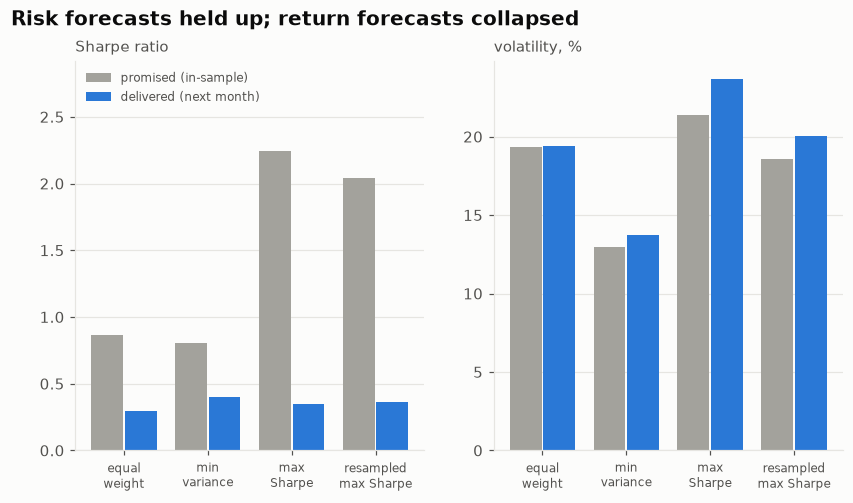 Risk forecasts held up; return forecasts collapsed
Sharpe ratio
promised (in-sample)
delivered (next month)
2.5
2.0
1.5
1.0
0.5
0.0
equal
weight
min
variance
max
Sharpe
resampled
max Sharpe
volatility, %
20
15
10
5
0
equal
weight
min
variance
max
Sharpe
resampled
max Sharpe